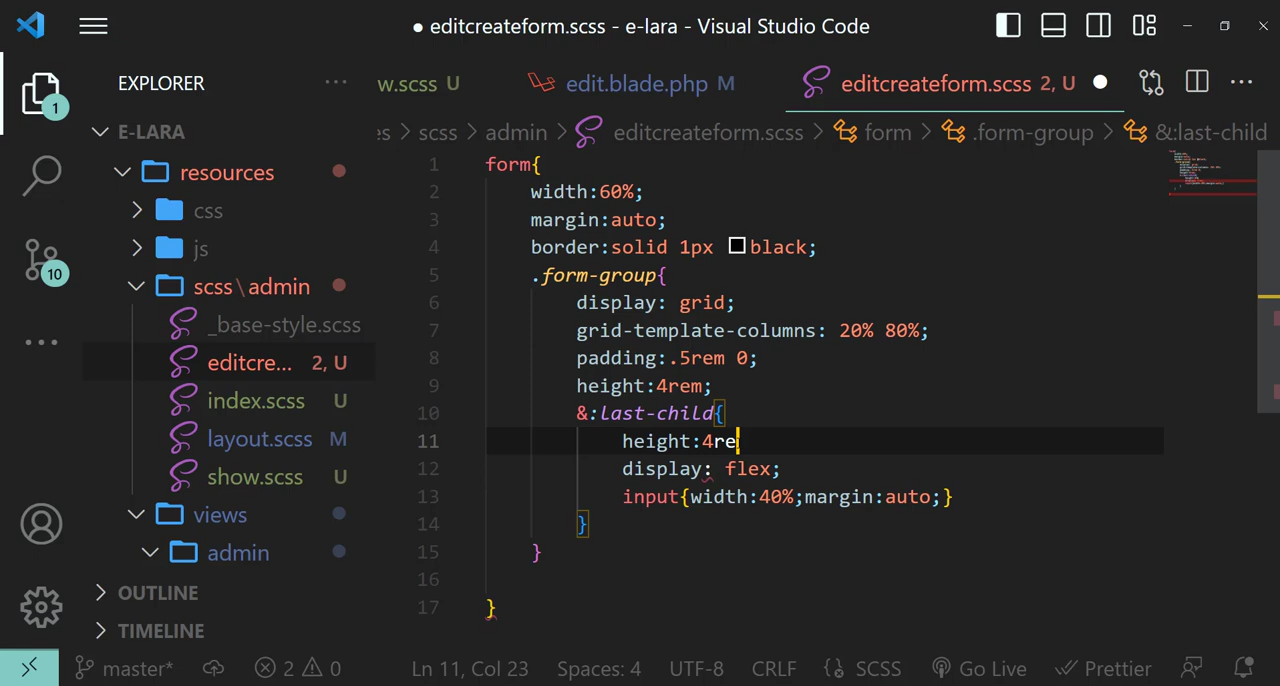 ● editcreateform.scss - e-lara - Visual Studio Code
EXPLORER
w.scss U
edit.blade.php M
editcreateform.scss 2, U
1
E-LARA
es > scss > admin > editcreateform.scss > form > .form-group > &:last-child
resources
css
js
scss\admin
_base-style.scss
editcre... 2, U
index.scss U
layout.scss M
show.scss U
views
admin
OUTLINE
TIMELINE
10
1 form{
2 width:60%;
3 margin:auto;
4 border:solid 1px black;
5 .form-group{
6 display: grid;
7 grid-template-columns: 20% 80%;
8 padding:.5rem 0;
9 height:4rem;
10 &:last-child{
11 height:4re
12 display: flex;
13 input{width:40%;margin:auto;}
14 }
15 }
16
17 }
master* 2 0 Ln 11, Col 23 Spaces: 4 UTF-8 CRLF SCSS Go Live Prettier